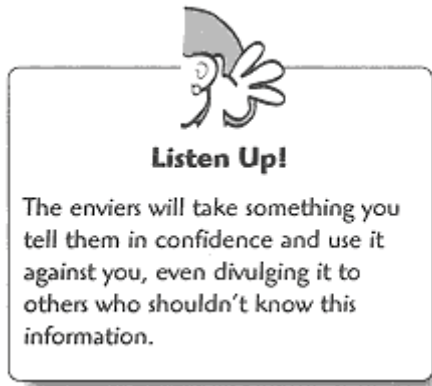 Listen Up!
The enviers will take something you
tell them in confidence and use it
against you, even divulging it to
others who shouldn't know this
information.